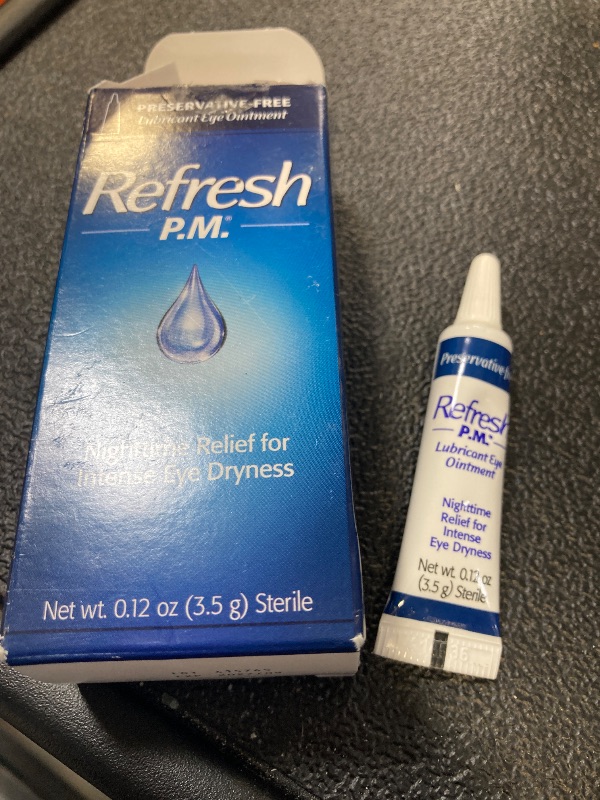 PRESERVATIVE-FREE
Lubricant Eye Ointment
Refresh
P.M.®
Nighttime Relief for
Intense Eye Dryness
Net wt. 0.12 oz (3.5 g) Sterile
Preservative
Refresh
P.M.™
Lubricant Eye
Ointment
Nighttime
Relief for
Intense
Eye Dryness
Net wt. 0.12 oz
(3.5 g) Sterile